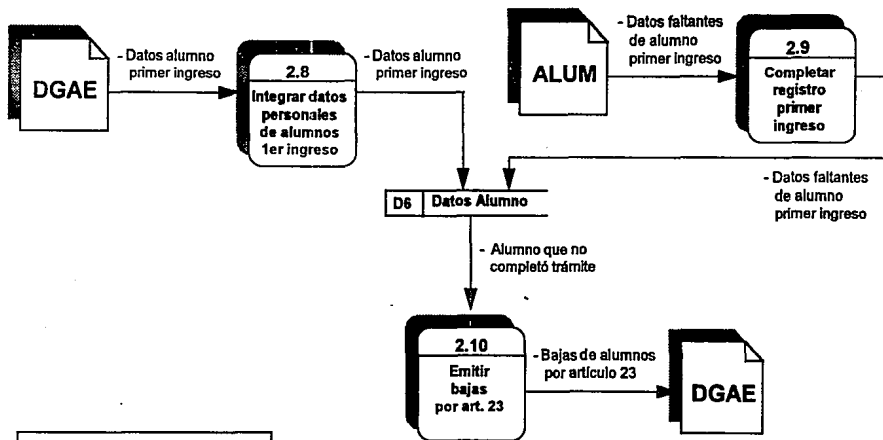 DGAE
- Datos alumno
primer ingreso
2.8
Integrar datos
personales
de alumnos
1er ingreso
- Datos alumno
primer ingreso
ALUM
- Datos faltantes
de alumno
primer ingreso
2.9
Completar
registro
primer
ingreso
- Datos faltantes
de alumno
primer ingreso
D6 Datos Alumno
- Alumno que no
completó trámite
2.10
Emitir
bajas
por art. 23
- Bajas de alumnos
por artículo 23
DGAE